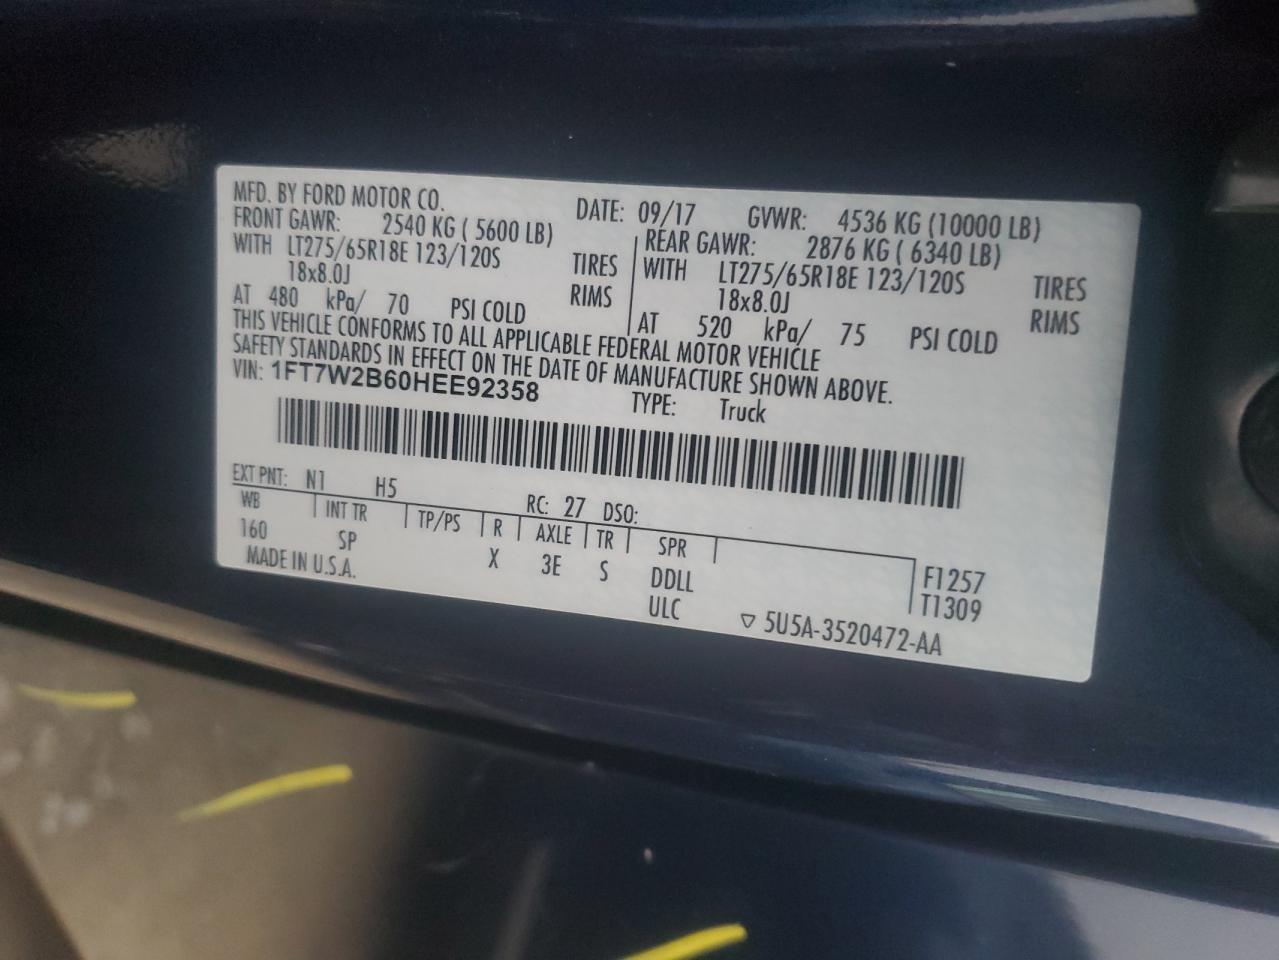 MFD. BY FORD MOTOR CO. DATE: 09/17 GVWR: 4536 KG (10000 LB)
FRONT GAWR: 2540 KG ( 5600 LB) REAR GAWR: 2876 KG ( 6340 LB)
WITH LT275/65R18E 123/120S TIRES WITH LT275/65R18E 123/120S TIRES
18x8.0J RIMS 18x8.0J RIMS
AT 480 kPa/ 70 PSI COLD AT 520 kPa/ 75 PSI COLD
THIS VEHICLE CONFORMS TO ALL APPLICABLE FEDERAL MOTOR VEHICLE
SAFETY STANDARDS IN EFFECT ON THE DATE OF MANUFACTURE SHOWN ABOVE.
VIN: 1FT7W2B60HEE92358 TYPE: Truck
EXT PNT: N1 H5 RC: 27 DSO:
WB INT TR TP/PS R AXLE TR SPR
160 SP X 3E S DDLL F1257
MADE IN U.S.A. ULC T1309
▽ 5U5A-3520472-AA